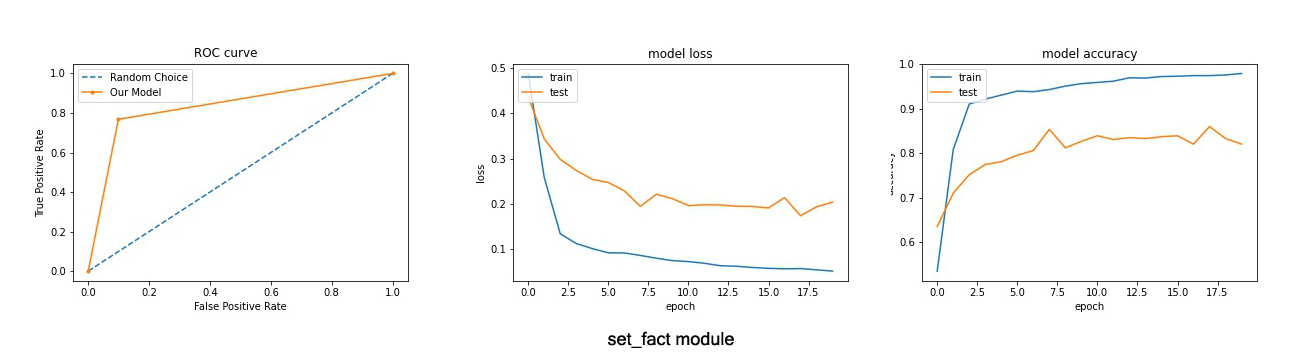 ROC curve
1.0
0.8
0.6
0.4
0.2
0.0
True Positive Rate
Random Choice
Our Model
0.0 0.2 0.4 0.6 0.8 1.0
False Positive Rate
model loss
0.5
0.4
0.3
0.2
0.1
loss
train
test
0.0 2.5 5.0 7.5 10.0 12.5 15.0 17.5
epoch
model accuracy
1.0
0.9
0.8
0.7
0.6
accuracy
train
test
0.0 2.5 5.0 7.5 10.0 12.5 15.0 17.5
epoch
set_fact module